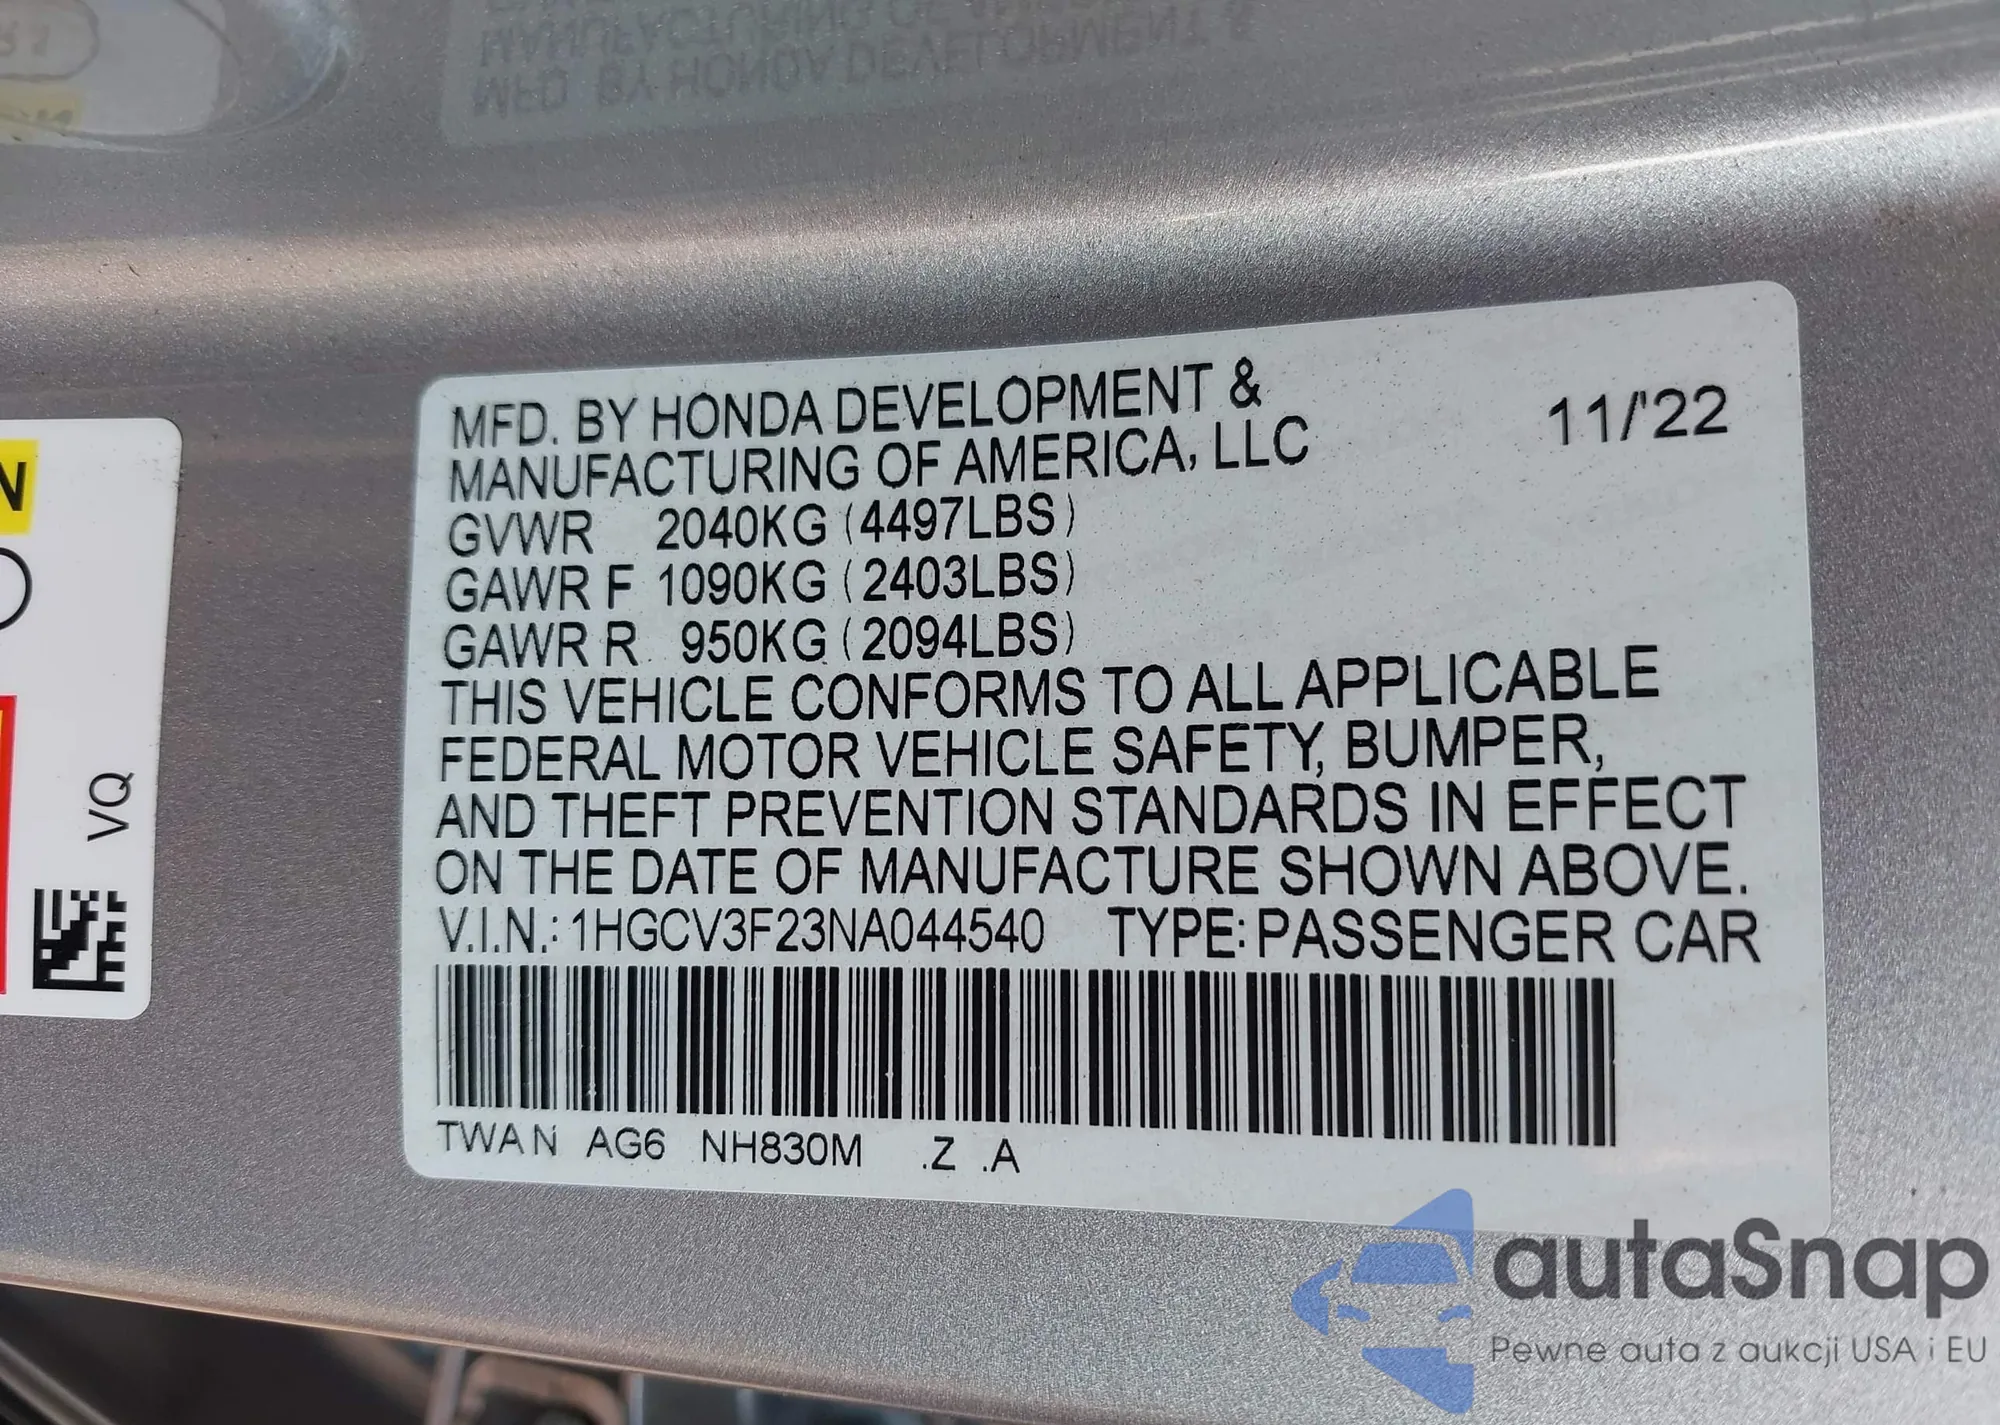 MFD. BY HONDA DEVELOPMENT &
MANUFACTURING OF AMERICA, LLC
11/'22
GVWR 2040KG (4497LBS)
GAWR F 1090KG (2403LBS)
GAWR R 950KG (2094LBS)
THIS VEHICLE CONFORMS TO ALL APPLICABLE
FEDERAL MOTOR VEHICLE SAFETY, BUMPER,
AND THEFT PREVENTION STANDARDS IN EFFECT
ON THE DATE OF MANUFACTURE SHOWN ABOVE.
V.I.N.: 1HGCV3F23NA044540 TYPE: PASSENGER CAR
TWAN AG6 NH830M .Z .A
VQ
autaSnap
Pewne auta z aukcji USA i EU